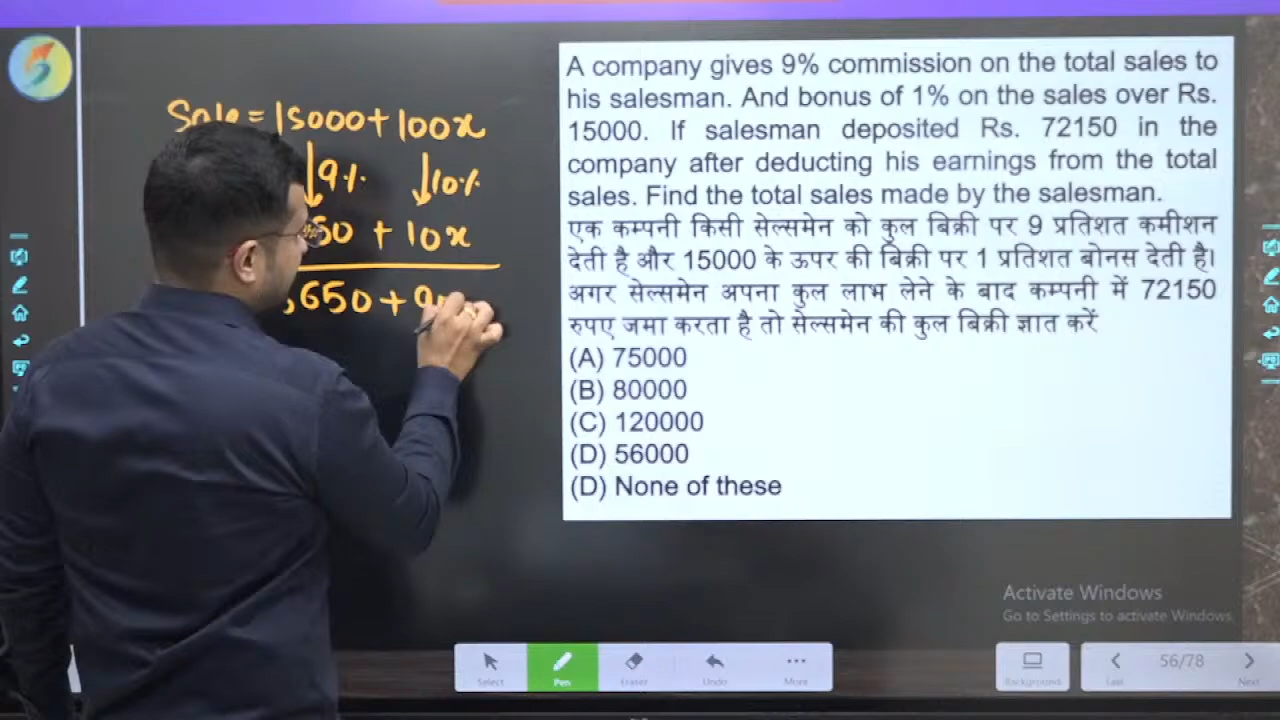 Sale = 15000 + 100x
9%
10%
50 + 10x
650 + 90
A company gives 9% commission on the total sales to
his salesman. And bonus of 1% on the sales over Rs.
15000. If salesman deposited Rs. 72150 in the
company after deducting his earnings from the total
sales. Find the total sales made by the salesman.
एक कम्पनी किसी सेल्समेन को कुल बिक्री पर 9 प्रतिशत कमीशन
देती है और 15000 के ऊपर की बिक्री पर 1 प्रतिशत बोनस देती है।
अगर सेल्समेन अपना कुल लाभ लेने के बाद कम्पनी में 72150
रुपए जमा करता है तो सेल्समेन की कुल बिक्री ज्ञात करें
(A) 75000
(B) 80000
(C) 120000
(D) 56000
(D) None of these
Activate Windows
Go to Settings to activate Windows.
Select
Pen
Eraser
Undo
More
Background
Last
56/78
Next